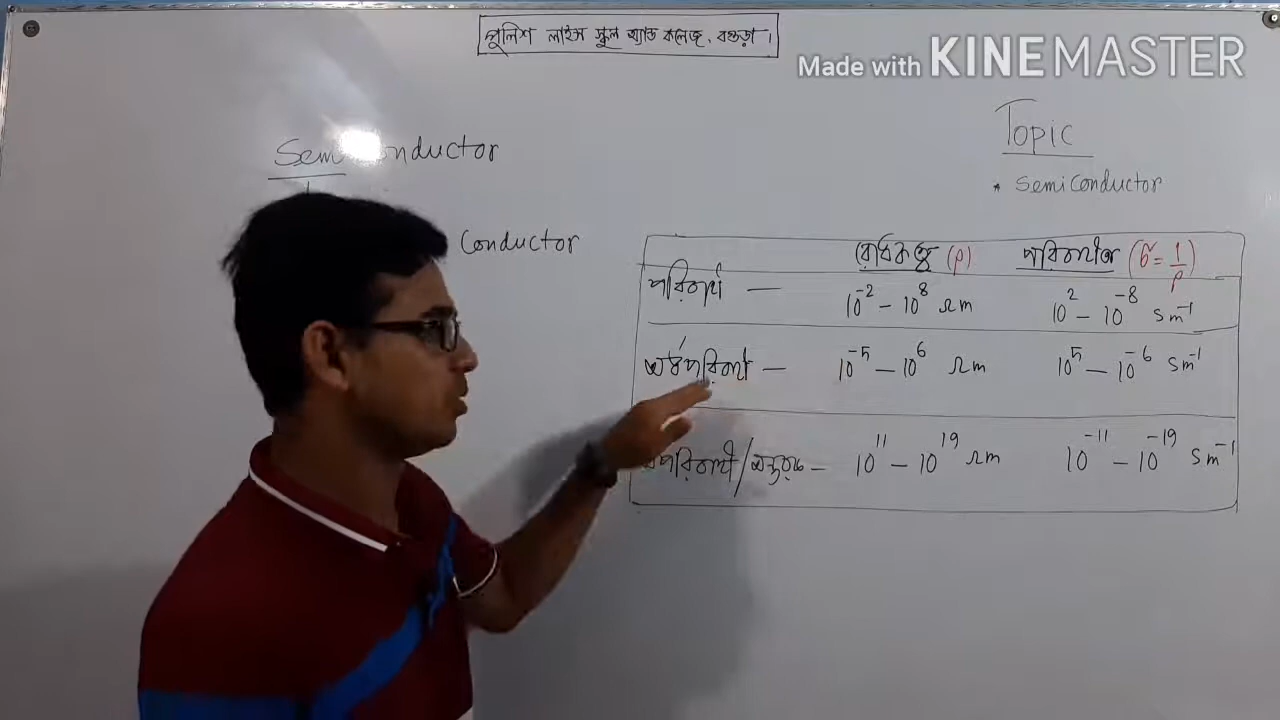 পুলিশ লাইন্স স্কুল অ্যান্ড কলেজ, বগুড়া।
Made with KINEMASTER
Topic
* Semiconductor
Sem nductor
Conductor
রোধকত্ব (ρ) পরিবাহিতাঙ্ক (σ = 1/ρ)
পরিবাহী — 10⁻² – 10⁸ Ωm 10² – 10⁻⁸ Sm⁻¹
অর্ধপরিবাহী — 10⁻⁵ – 10⁶ Ωm 10⁵ – 10⁻⁶ Sm⁻¹
অপরিবাহী/অন্তরক – 10¹¹ – 10¹⁹ Ωm 10⁻¹¹ – 10⁻¹⁹ Sm⁻¹